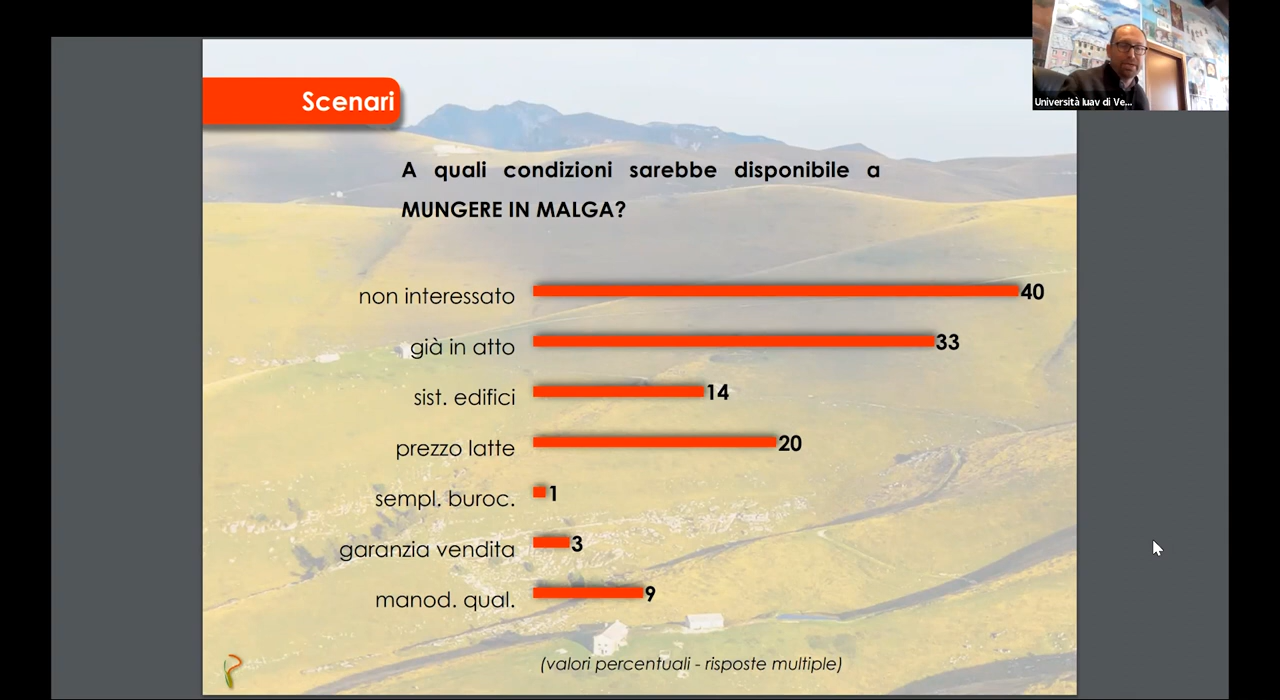 Università Iuav di Ve...
Scenari
A quali condizioni sarebbe disponibile a
MUNGERE IN MALGA?
non interessato 40
già in atto 33
sist. edifici 14
prezzo latte 20
sempl. buroc. 1
garanzia vendita 3
manod. qual. 9
(valori percentuali - risposte multiple)